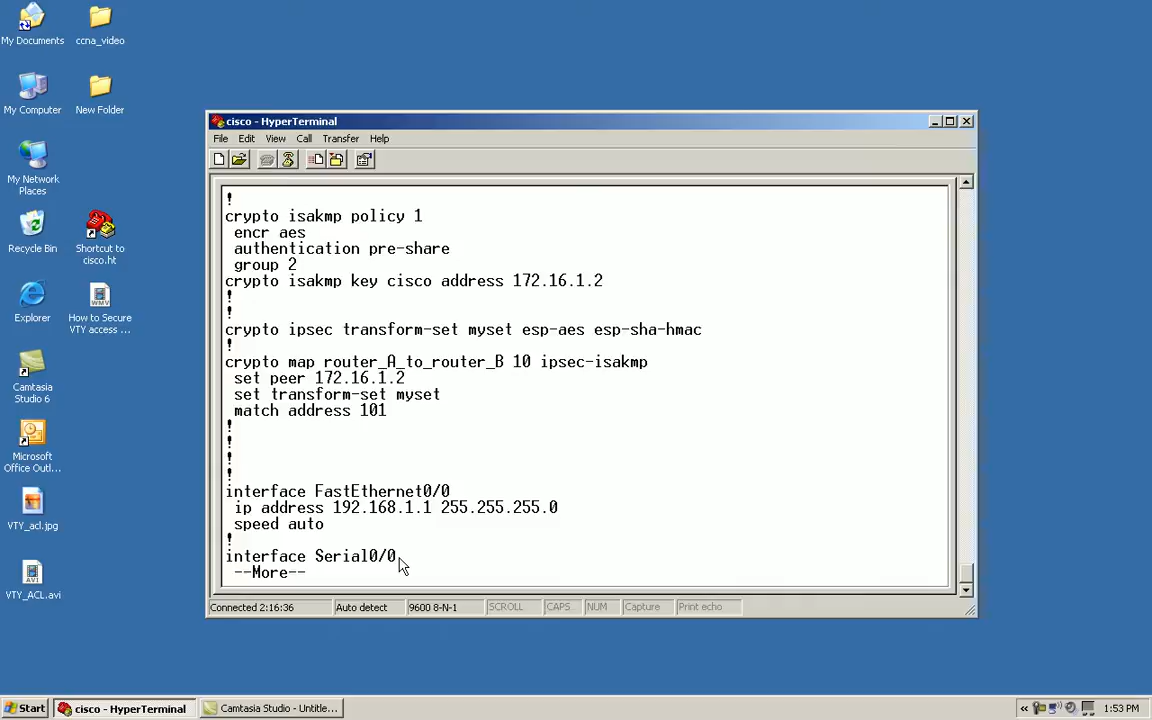 My Documents
ccna_video
My Computer
New Folder
My Network
Places
Recycle Bin
Shortcut to
cisco.ht
Explorer
How to Secure
VTY access ...
Camtasia
Studio 6
Microsoft
Office Outl...
VTY_acl.jpg
VTY_ACL.avi
cisco - HyperTerminal
File Edit View Call Transfer Help
!
crypto isakmp policy 1
encr aes
authentication pre-share
group 2
crypto isakmp key cisco address 172.16.1.2
!
!
crypto ipsec transform-set myset esp-aes esp-sha-hmac
!
crypto map router_A_to_router_B 10 ipsec-isakmp
set peer 172.16.1.2
set transform-set myset
match address 101
!
!
!
!
interface FastEthernet0/0
ip address 192.168.1.1 255.255.255.0
speed auto
!
interface Serial0/0
--More--
Connected 2:16:36 Auto detect 9600 8-N-1 SCROLL CAPS NUM Capture Print echo
Start cisco - HyperTerminal Camtasia Studio - Untitle... « 1:53 PM